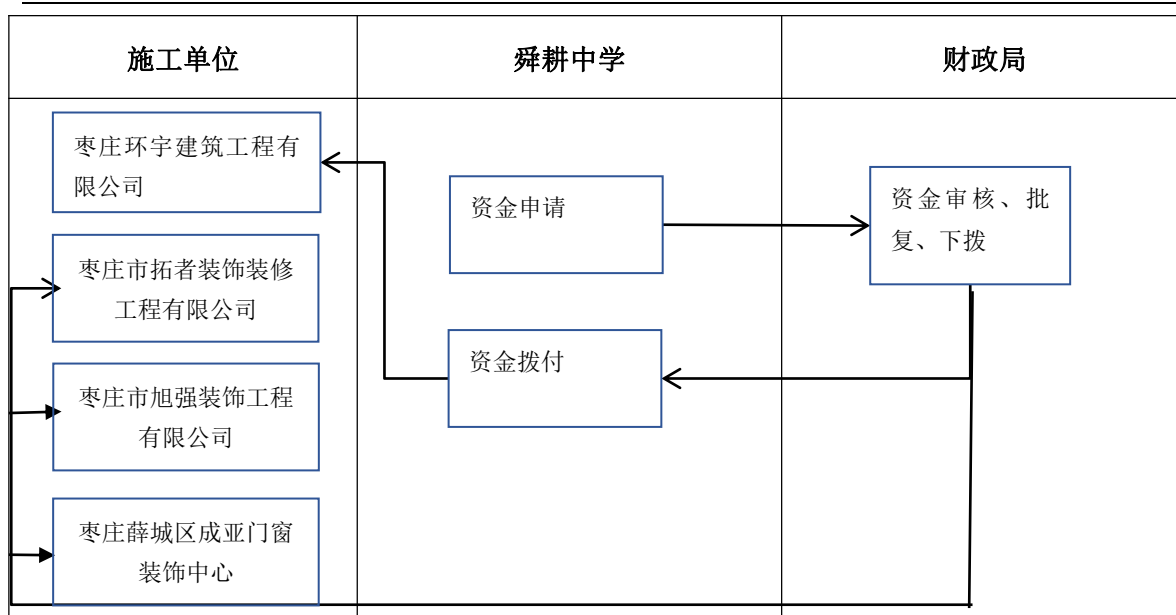 施工单位
舜耕中学
财政局
枣庄环宇建筑工程有
限公司
枣庄市拓者装饰装修
工程有限公司
枣庄市旭强装饰工程
有限公司
枣庄薛城区成亚门窗
装饰中心
资金申请
资金拨付
资金审核、批
复、下拨